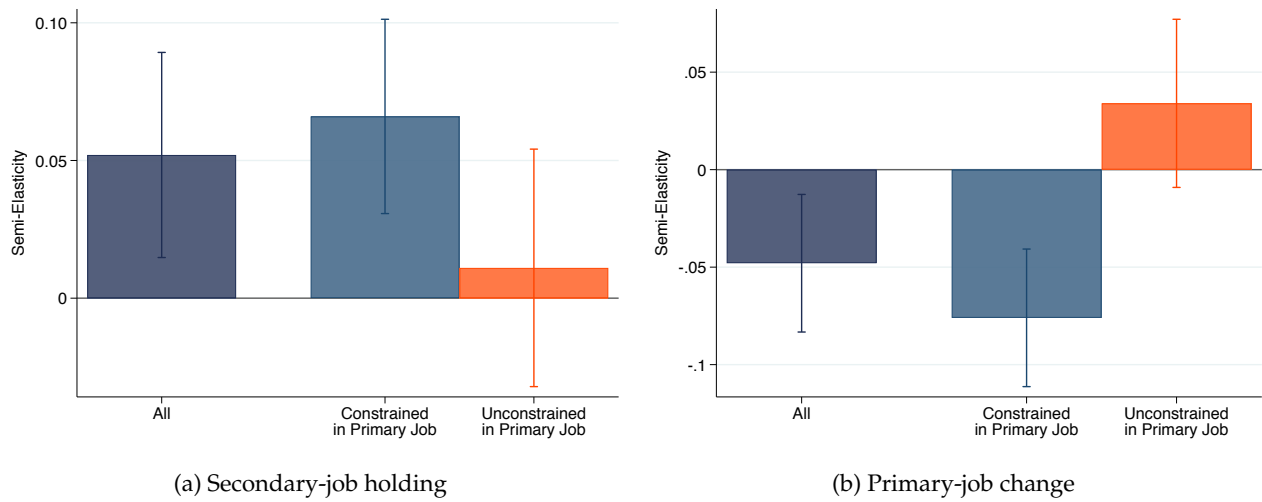 0.10
0.05
0
Semi-Elasticity
All
Constrained
in Primary Job
Unconstrained
in Primary Job
(a) Secondary-job holding
.05
0
-.05
-.1
Semi-Elasticity
All
Constrained
in Primary Job
Unconstrained
in Primary Job
(b) Primary-job change